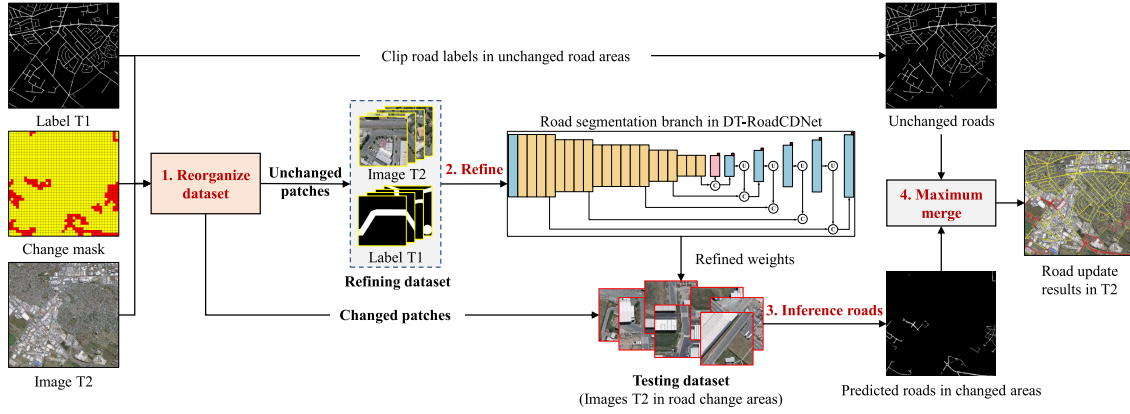 Label T1
Change mask
Image T2
Clip road labels in unchanged road areas
1. Reorganize
dataset
Unchanged
patches
Image T2
Label T1
Refining dataset
2. Refine
Road segmentation branch in DT-RoadCDNet
U
U
U
U
C
C
C
C
C
Refined weights
Changed patches
Testing dataset
(Images T2 in road change areas)
3. Inference roads
Unchanged roads
4. Maximum
merge
Predicted roads in changed areas
Road update
results in T2